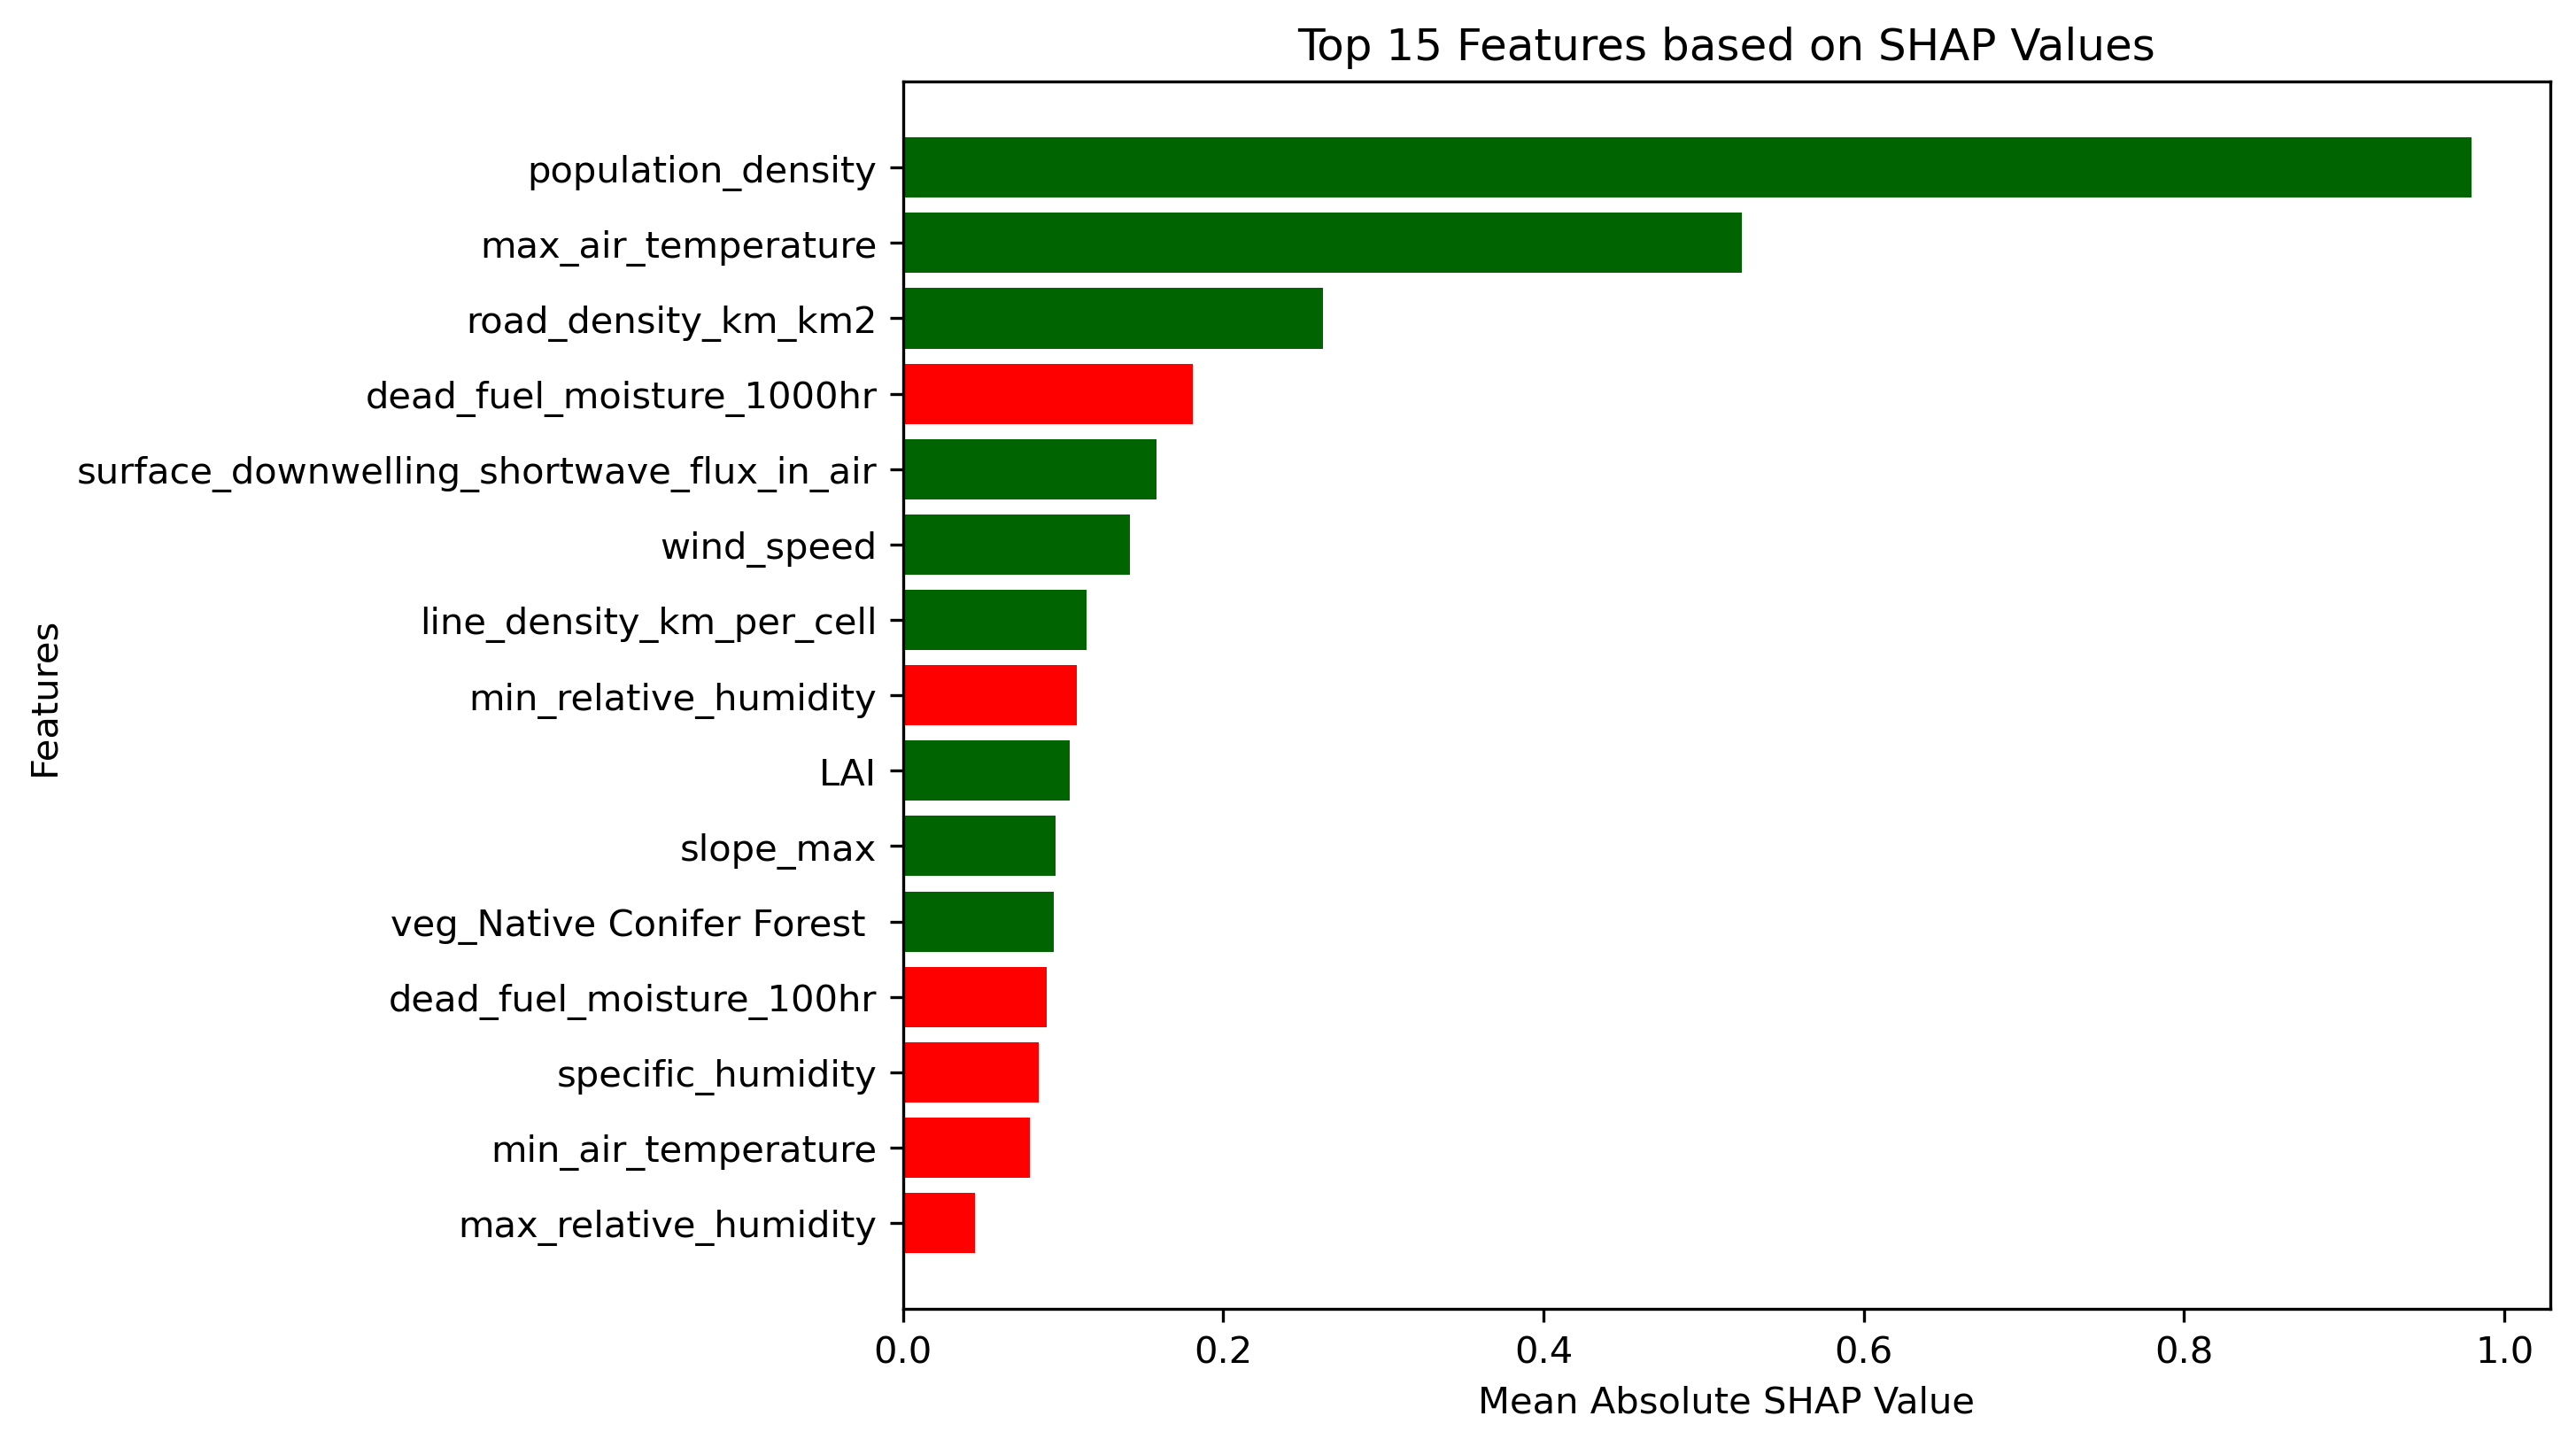 Top 15 Features based on SHAP Values
population_density
max_air_temperature
road_density_km_km2
dead_fuel_moisture_1000hr
surface_downwelling_shortwave_flux_in_air
wind_speed
line_density_km_per_cell
min_relative_humidity
LAI
slope_max
veg_Native Conifer Forest
dead_fuel_moisture_100hr
specific_humidity
min_air_temperature
max_relative_humidity
Features
0.0 0.2 0.4 0.6 0.8 1.0
Mean Absolute SHAP Value